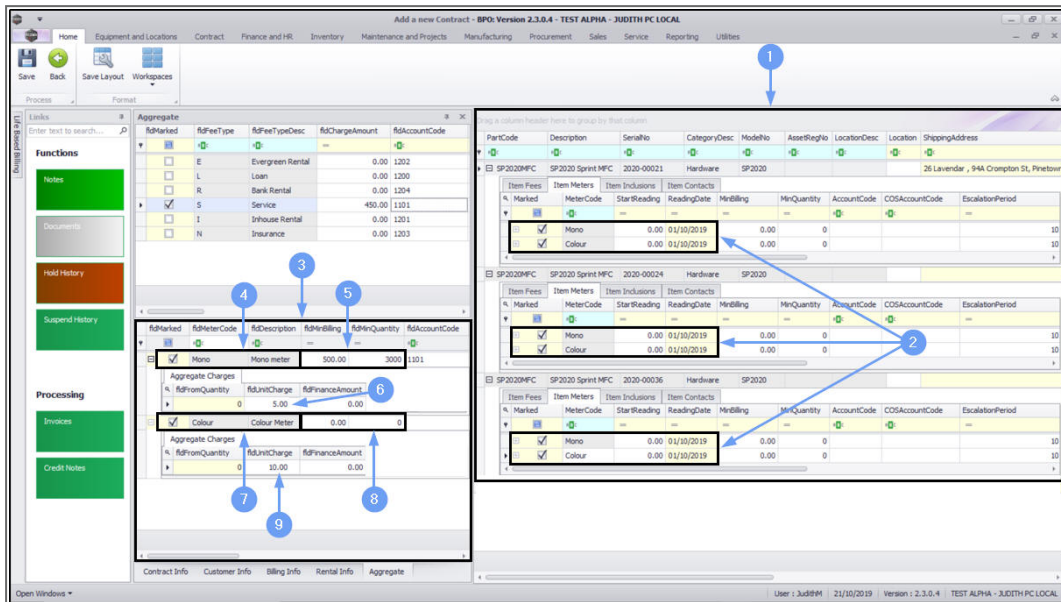 Add a new Contract - BPO: Version 2.3.0.4 - TEST ALPHA - JUDITH PC LOCAL
Home Equipment and Locations Contract Finance and HR Inventory Maintenance and Projects Manufacturing Procurement Sales Service Reporting Utilities
1
Save Back Save Layout Workspaces
Process Format
Life Based Billing
Links
Enter text to search...
Functions
Notes
Documents
Hold History
Suspend History
Processing
Invoices
Credit Notes
Aggregate
fldMarked fldFeeType fldFeeTypeDesc fldChargeAmount fldAccountCode
E Evergreen Rental 0.00 1202
L Loan 0.00 1200
R Bank Rental 0.00 1204
S Service 450.00 1101
I Inhouse Rental 0.00 1201
N Insurance 0.00 1203
3
4 5
fldMarked fldMeterCode fldDescription fldMinBilling fldMinQuantity fldAccountCode
Mono Mono meter 500.00 3000 1101
Aggregate Charges
fldFromQuantity fldUnitCharge fldFinanceAmount
0 5.00 0.00
6
Colour Colour Meter 0.00 0
Aggregate Charges
fldFromQuantity fldUnitCharge fldFinanceAmount
0 10.00 0.00
7 8
9
Contract Info Customer Info Billing Info Rental Info Aggregate
Drag a column header here to group by that column
PartCode Description SerialNo CategoryDesc ModelNo AssetRegNo LocationDesc Location ShippingAddress
SP2020MFC SP2020 Sprint MFC 2020-00021 Hardware SP2020 26 Lavendar , 94A Crompton St, Pinetown
Item Fees Item Meters Item Inclusions Item Contacts
Marked MeterCode StartReading ReadingDate MinBilling MinQuantity AccountCode COSAccountCode EscalationPeriod
Mono 0.00 01/10/2019 0.00 0 10
Colour 0.00 01/10/2019 0.00 0 10
SP2020MFC SP2020 Sprint MFC 2020-00024 Hardware SP2020
Item Fees Item Meters Item Inclusions Item Contacts
Marked MeterCode StartReading ReadingDate MinBilling MinQuantity AccountCode COSAccountCode EscalationPeriod
Mono 0.00 01/10/2019 0.00 0 10
Colour 0.00 01/10/2019 0.00 0 10
2
SP2020MFC SP2020 Sprint MFC 2020-00036 Hardware SP2020
Item Fees Item Meters Item Inclusions Item Contacts
Marked MeterCode StartReading ReadingDate MinBilling MinQuantity AccountCode COSAccountCode EscalationPeriod
Mono 0.00 01/10/2019 0.00 0 10
Colour 0.00 01/10/2019 0.00 0 10
Open Windows User : JudithM 21/10/2019 Version : 2.3.0.4 TEST ALPHA - JUDITH PC LOCAL